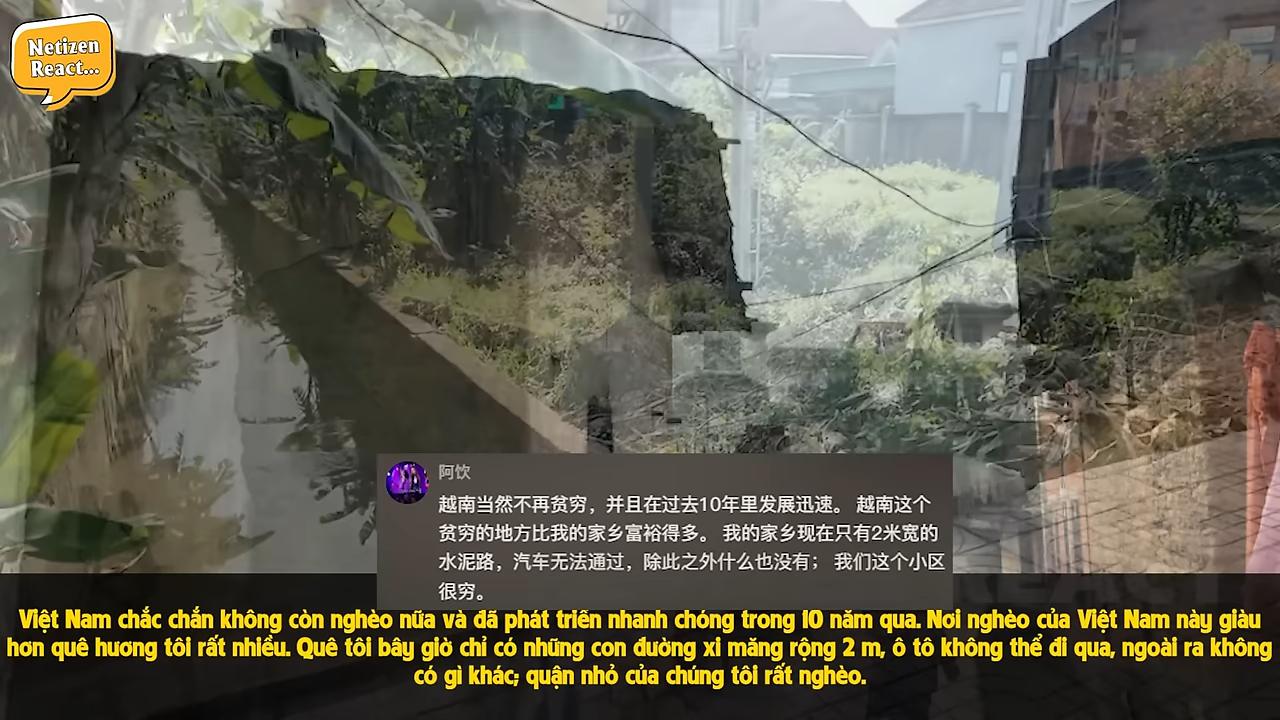 Netizen
React...
阿饮
越南当然不再贫穷，并且在过去10年里发展迅速。 越南这个
贫穷的地方比我的家乡富裕得多。 我的家乡现在只有2米宽的
水泥路，汽车无法通过，除此之外什么也没有； 我们这个小区
很穷。
Việt Nam chắc chắn không còn nghèo nữa và đã phát triển nhanh chóng trong 10 năm qua. Nơi nghèo của Việt Nam này giàu
hơn quê hương tôi rất nhiều. Quê tôi bây giờ chỉ có những con đường xi măng rộng 2 m, ô tô không thể đi qua, ngoài ra không
có gì khác; quận nhỏ của chúng tôi rất nghèo.